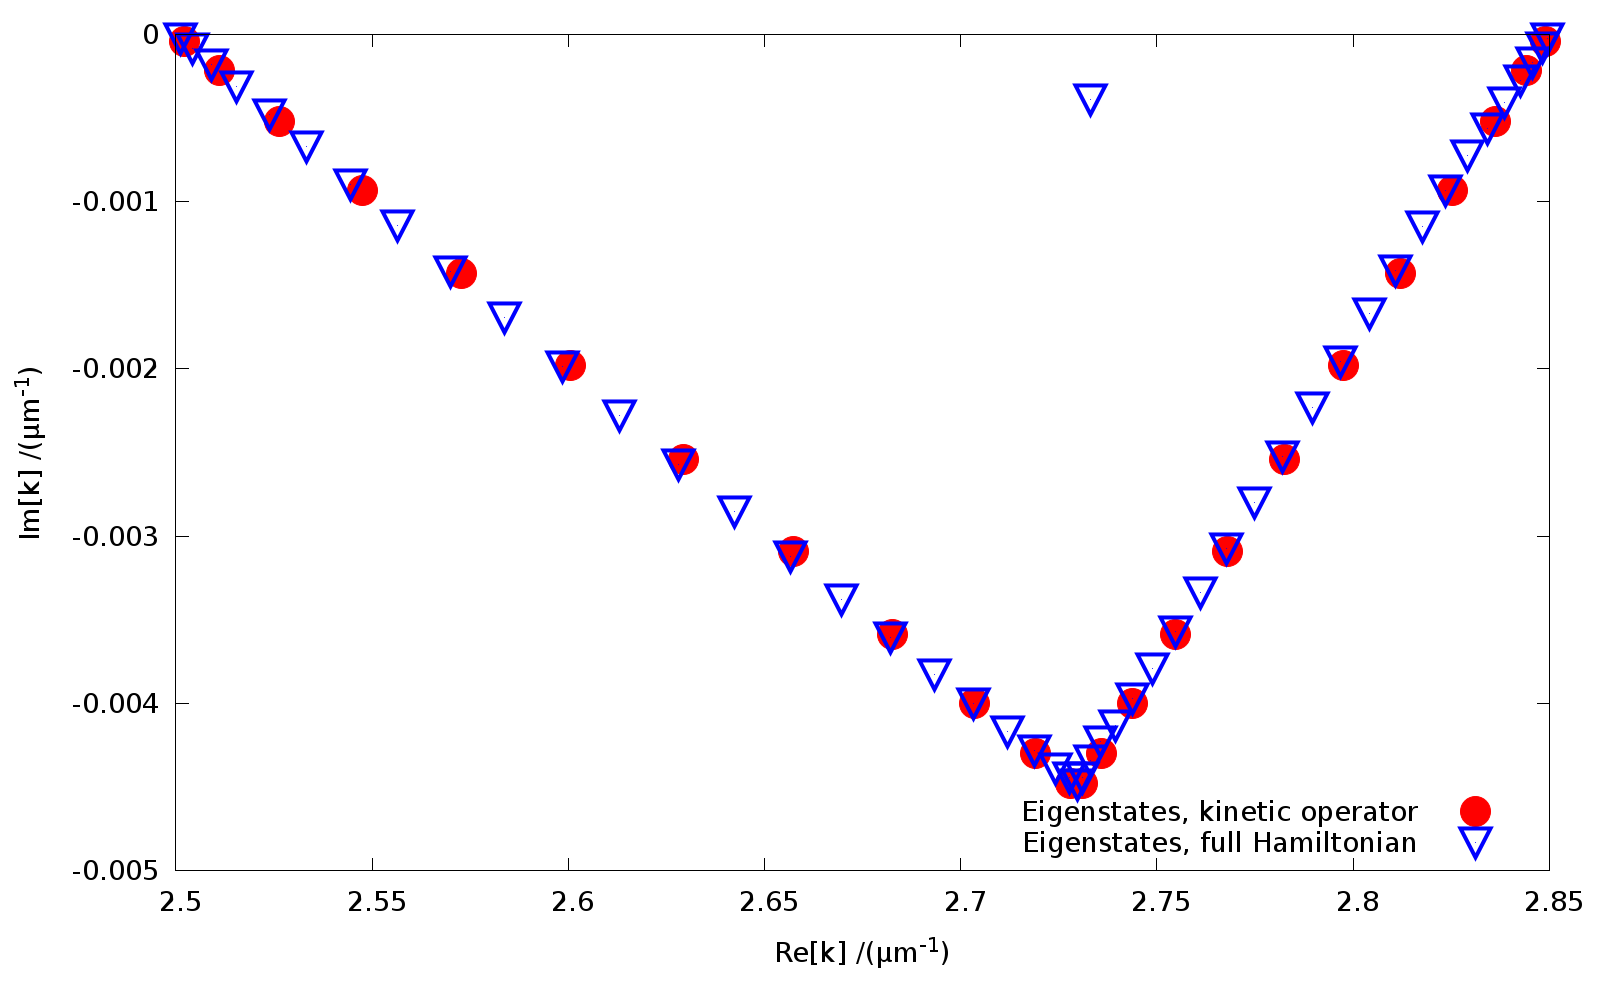 0
-0.001
-0.002
-0.003
-0.004
-0.005
Im[k] /(µm⁻¹)
Eigenstates, kinetic operator
Eigenstates, full Hamiltonian
2.5 2.55 2.6 2.65 2.7 2.75 2.8 2.85
Re[k] /(µm⁻¹)